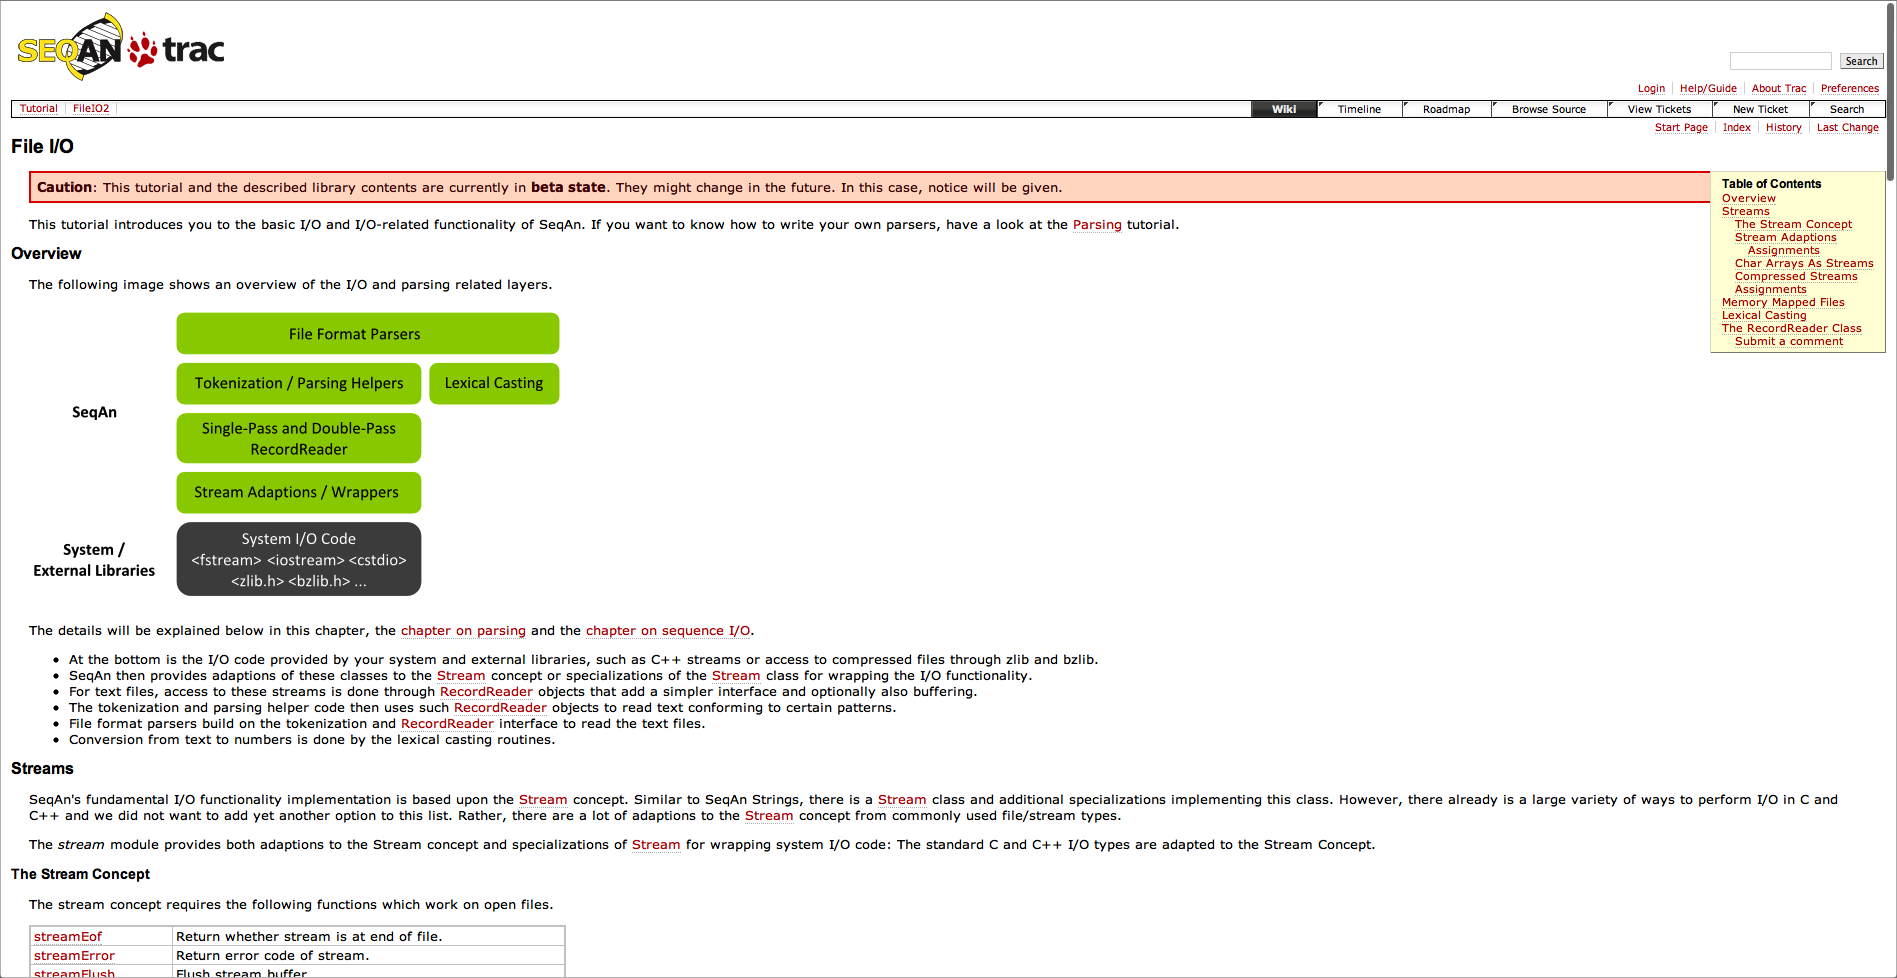 SEQAN trac
Search
Login Help/Guide About Trac Preferences
Tutorial FileIO2 Wiki Timeline Roadmap Browse Source View Tickets New Ticket Search
Start Page Index History Last Change
File I/O
Caution: This tutorial and the described library contents are currently in beta state. They might change in the future. In this case, notice will be given.
Table of Contents
Overview
Streams
The Stream Concept
Stream Adaptions
Assignments
Char Arrays As Streams
Compressed Streams
Assignments
Memory Mapped Files
Lexical Casting
The RecordReader Class
Submit a comment
This tutorial introduces you to the basic I/O and I/O-related functionality of SeqAn. If you want to know how to write your own parsers, have a look at the Parsing tutorial.
Overview
The following image shows an overview of the I/O and parsing related layers.
File Format Parsers
Tokenization / Parsing Helpers Lexical Casting
SeqAn
Single-Pass and Double-Pass
RecordReader
Stream Adaptions / Wrappers
System /
External Libraries
System I/O Code
<fstream> <iostream> <cstdio>
<zlib.h> <bzlib.h> ...
The details will be explained below in this chapter, the chapter on parsing and the chapter on sequence I/O.
• At the bottom is the I/O code provided by your system and external libraries, such as C++ streams or access to compressed files through zlib and bzlib.
• SeqAn then provides adaptions of these classes to the Stream concept or specializations of the Stream class for wrapping the I/O functionality.
• For text files, access to these streams is done through RecordReader objects that add a simpler interface and optionally also buffering.
• The tokenization and parsing helper code then uses such RecordReader objects to read text conforming to certain patterns.
• File format parsers build on the tokenization and RecordReader interface to read the text files.
• Conversion from text to numbers is done by the lexical casting routines.
Streams
SeqAn's fundamental I/O functionality implementation is based upon the Stream concept. Similar to SeqAn Strings, there is a Stream class and additional specializations implementing this class. However, there already is a large variety of ways to perform I/O in C and
C++ and we did not want to add yet another option to this list. Rather, there are a lot of adaptions to the Stream concept from commonly used file/stream types.
The stream module provides both adaptions to the Stream concept and specializations of Stream for wrapping system I/O code: The standard C and C++ I/O types are adapted to the Stream Concept.
The Stream Concept
The stream concept requires the following functions which work on open files.
streamEof Return whether stream is at end of file.
streamError Return error code of stream.
streamFlush Flush stream buffer